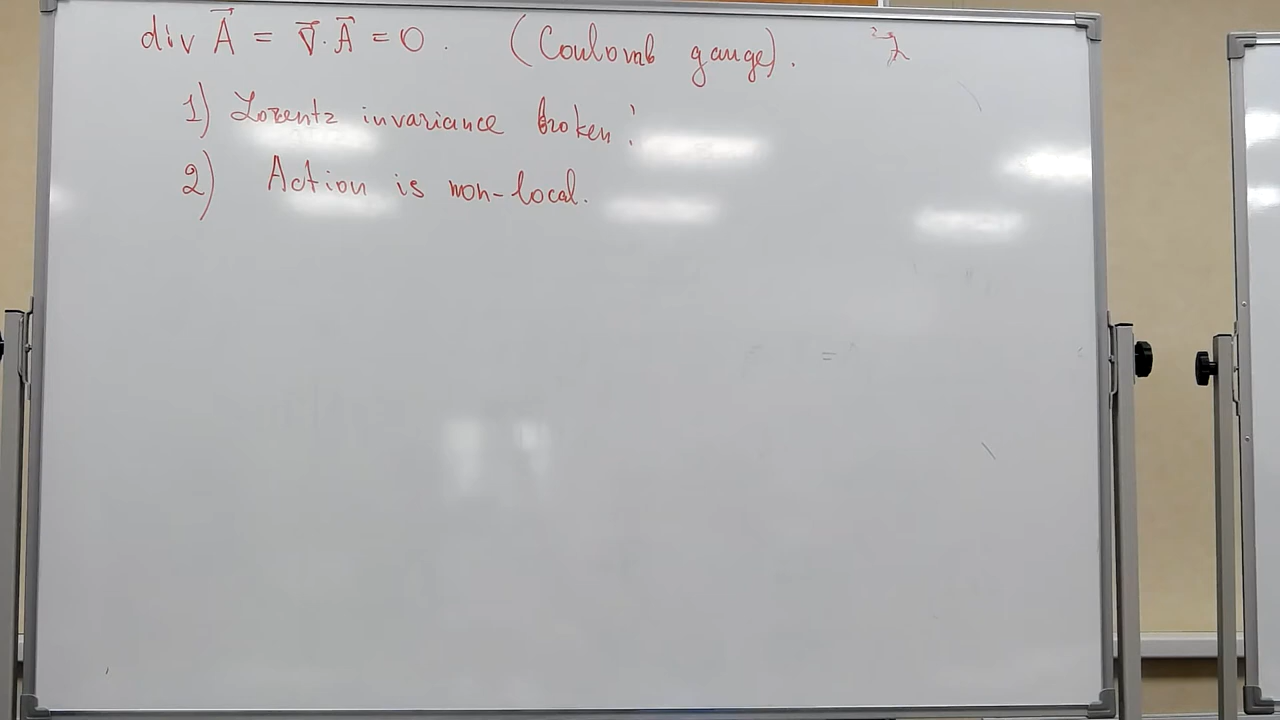 div A⃗ = ∇⃗·A⃗ = 0. (Coulomb gauge).
1) Lorentz invariance broken!
2) Action is non-local.